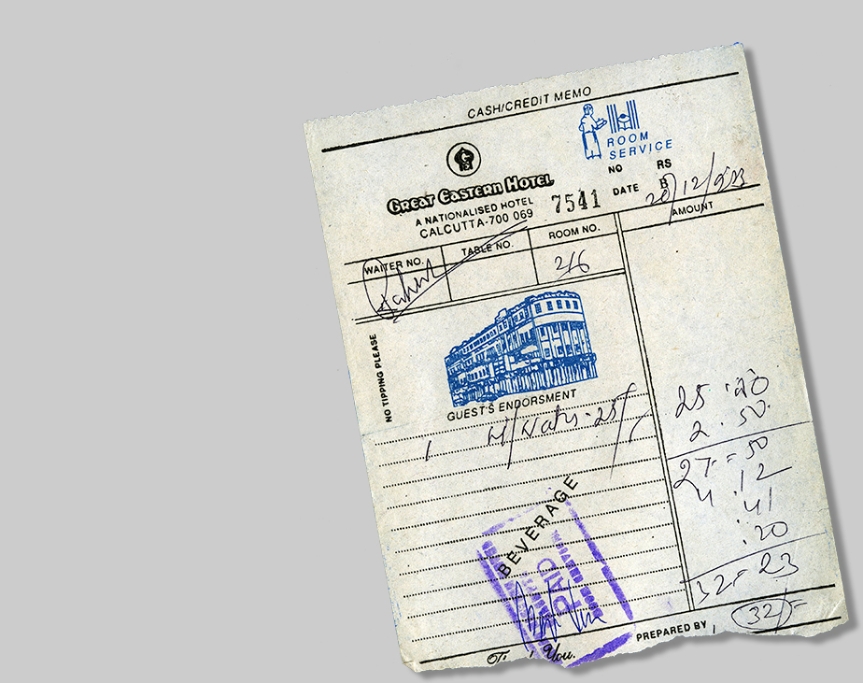 CASH/CREDIT MEMO
ROOM
SERVICE
GREAT EASTERN HOTEL
A NATIONALISED HOTEL
CALCUTTA-700 069
7541
NO RS
DATE B
20/12/
WAITER NO.
TABLE NO.
ROOM NO.
AMOUNT
216
NO TIPPING PLEASE
GUEST'S ENDORSMENT
1
25
2.50
27=50
4.12
.41
.20
32=23
BEVERAGE
PAID
PREPARED BY
32/-